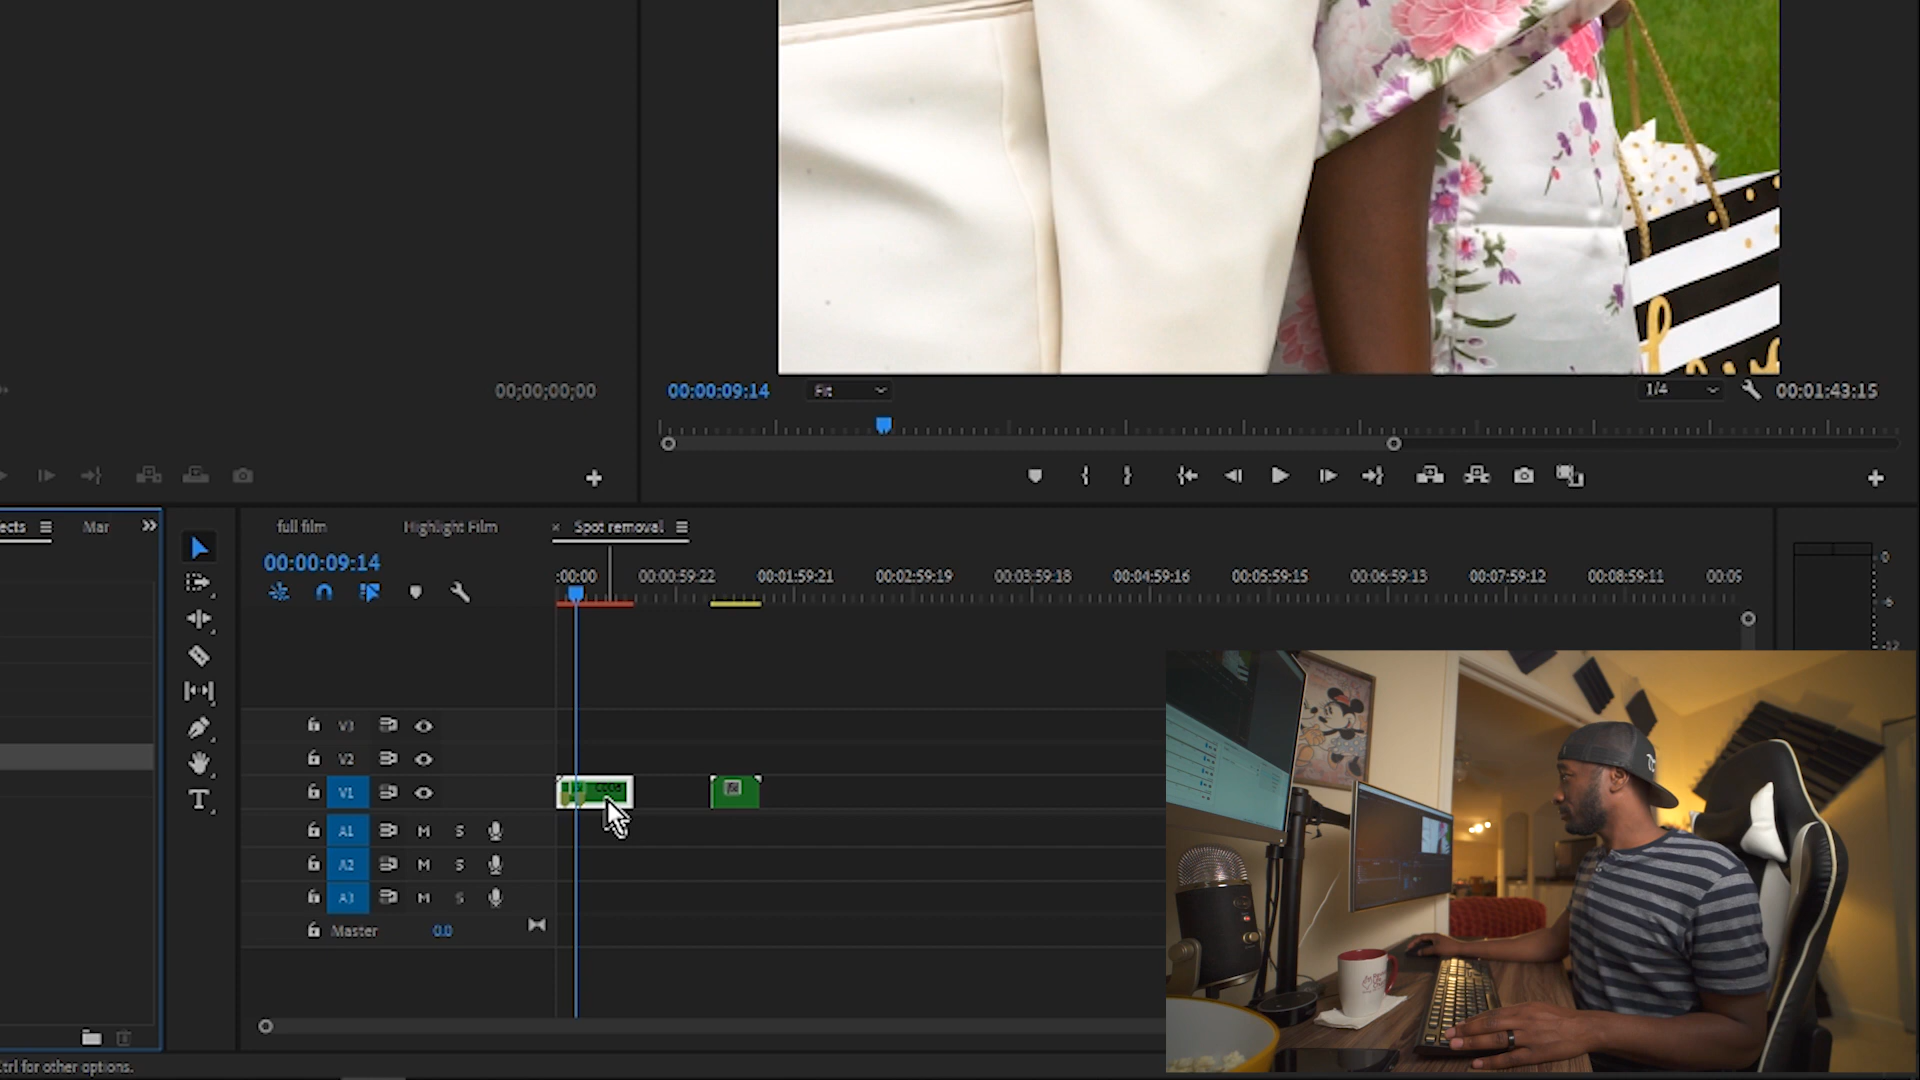 00;00;00;00
00:00:09:14
Fit
1/4
00:01:43:15
ects
Mar
full film
Highlight Film
Spot removal
00:00:09:14
:00:00
00:00:59:22
00:01:59:21
00:02:59:19
00:03:59:18
00:04:59:16
00:05:59:15
00:06:59:13
00:07:59:12
00:08:59:11
00:09
0
-6
-12
V3
V2
V1
A1 M S
A2 M S
A3 M S
Master 0.0
trl for other options.